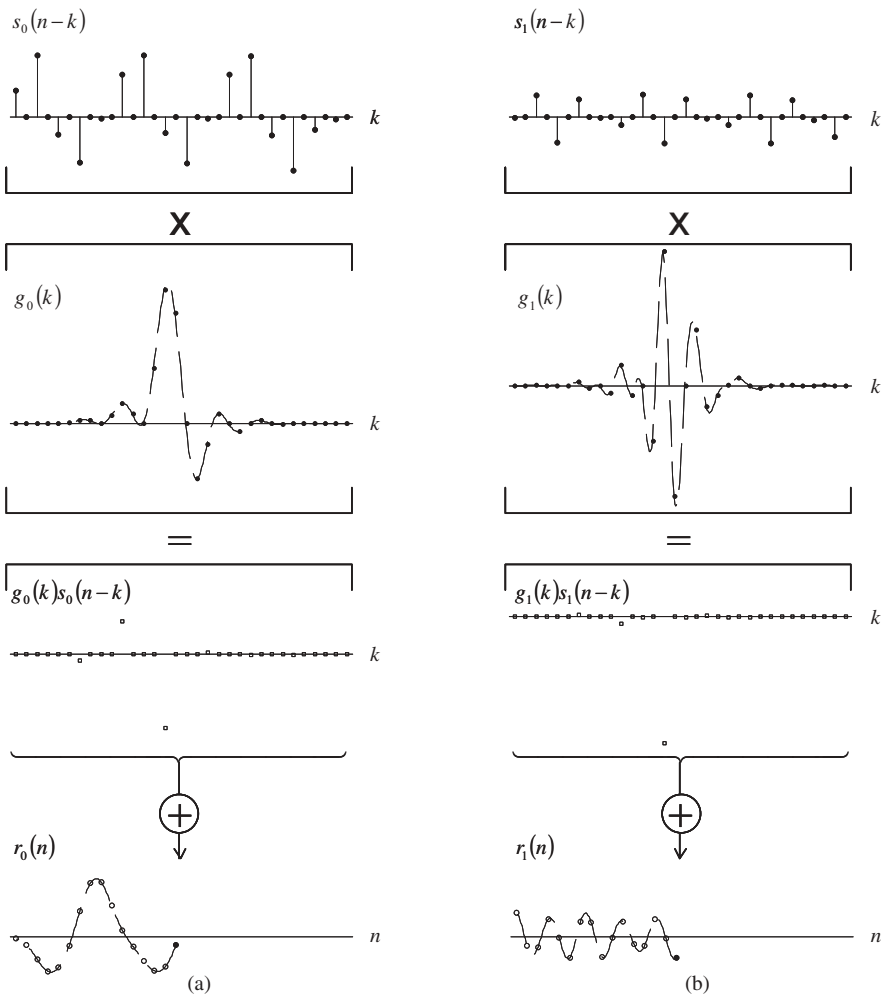 s₀(n−k)
k
X
g₀(k)
k
=
g₀(k)s₀(n−k)
k
+
r₀(n)
n
(a)
s₁(n−k)
k
X
g₁(k)
k
=
g₁(k)s₁(n−k)
k
+
r₁(n)
n
(b)